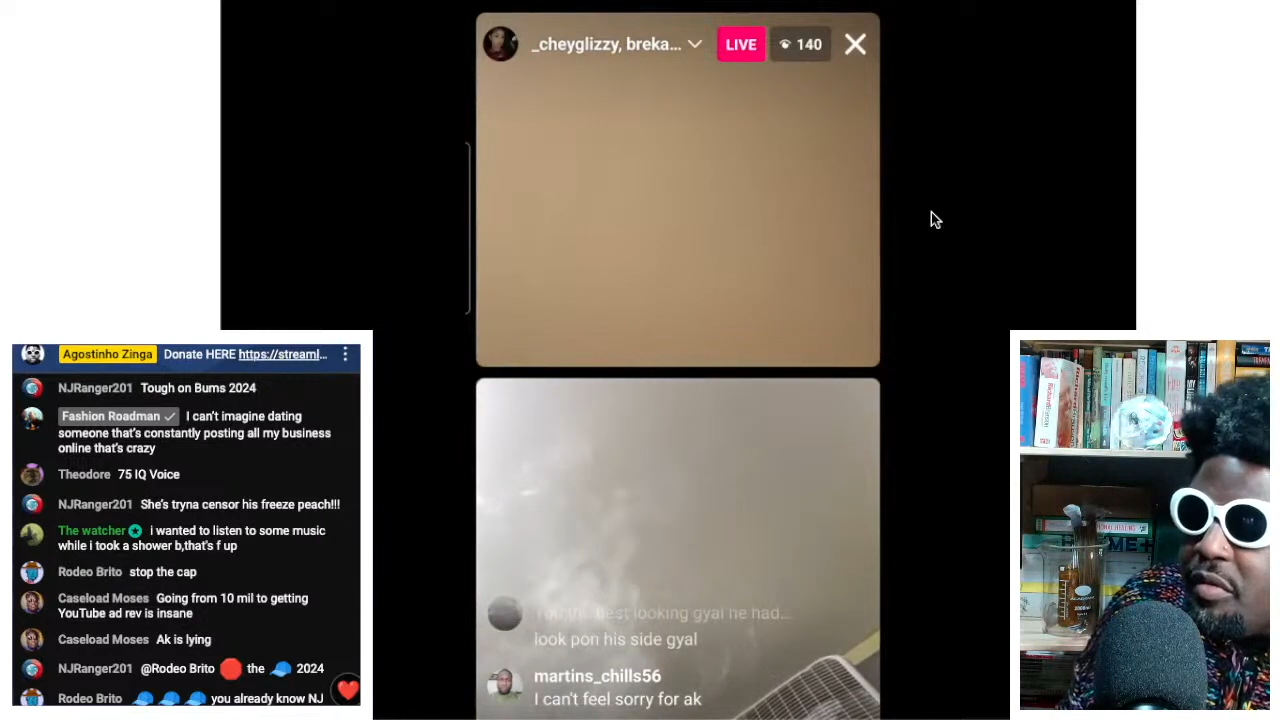 _cheyglizzy, breka...
LIVE
140
You the best looking gyal he had...
look pon his side gyal
martins_chills56
I can't feel sorry for ak
Agostinho Zinga Donate HERE https://streaml...
NJRanger201 Tough on Bums 2024
Fashion Roadman I can't imagine dating
someone that's constantly posting all my business
online that's crazy
Theodore 75 IQ Voice
NJRanger201 She's tryna censor his freeze peach!!!
The watcher i wanted to listen to some music
while i took a shower b,that's f up
Rodeo Brito stop the cap
Caseload Moses Going from 10 mil to getting
YouTube ad rev is insane
Caseload Moses Ak is lying
NJRanger201 @Rodeo Brito 🛑 the 🧢 2024
Rodeo Brito 🧢🧢🧢 you already know NJ